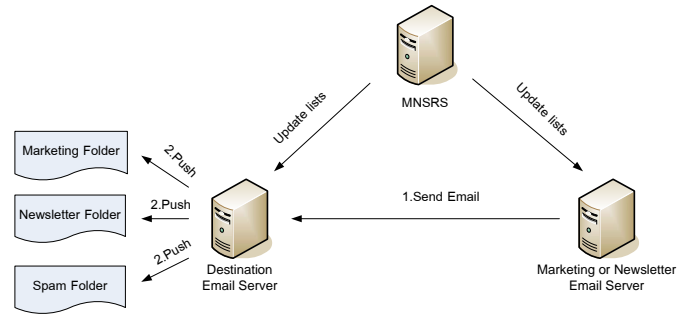 MNSRS
Update lists
Update lists
Marketing Folder
2.Push
Newsletter Folder
2.Push
1.Send Email
2.Push
Spam Folder
Destination
Email Server
Marketing or Newsletter
Email Server